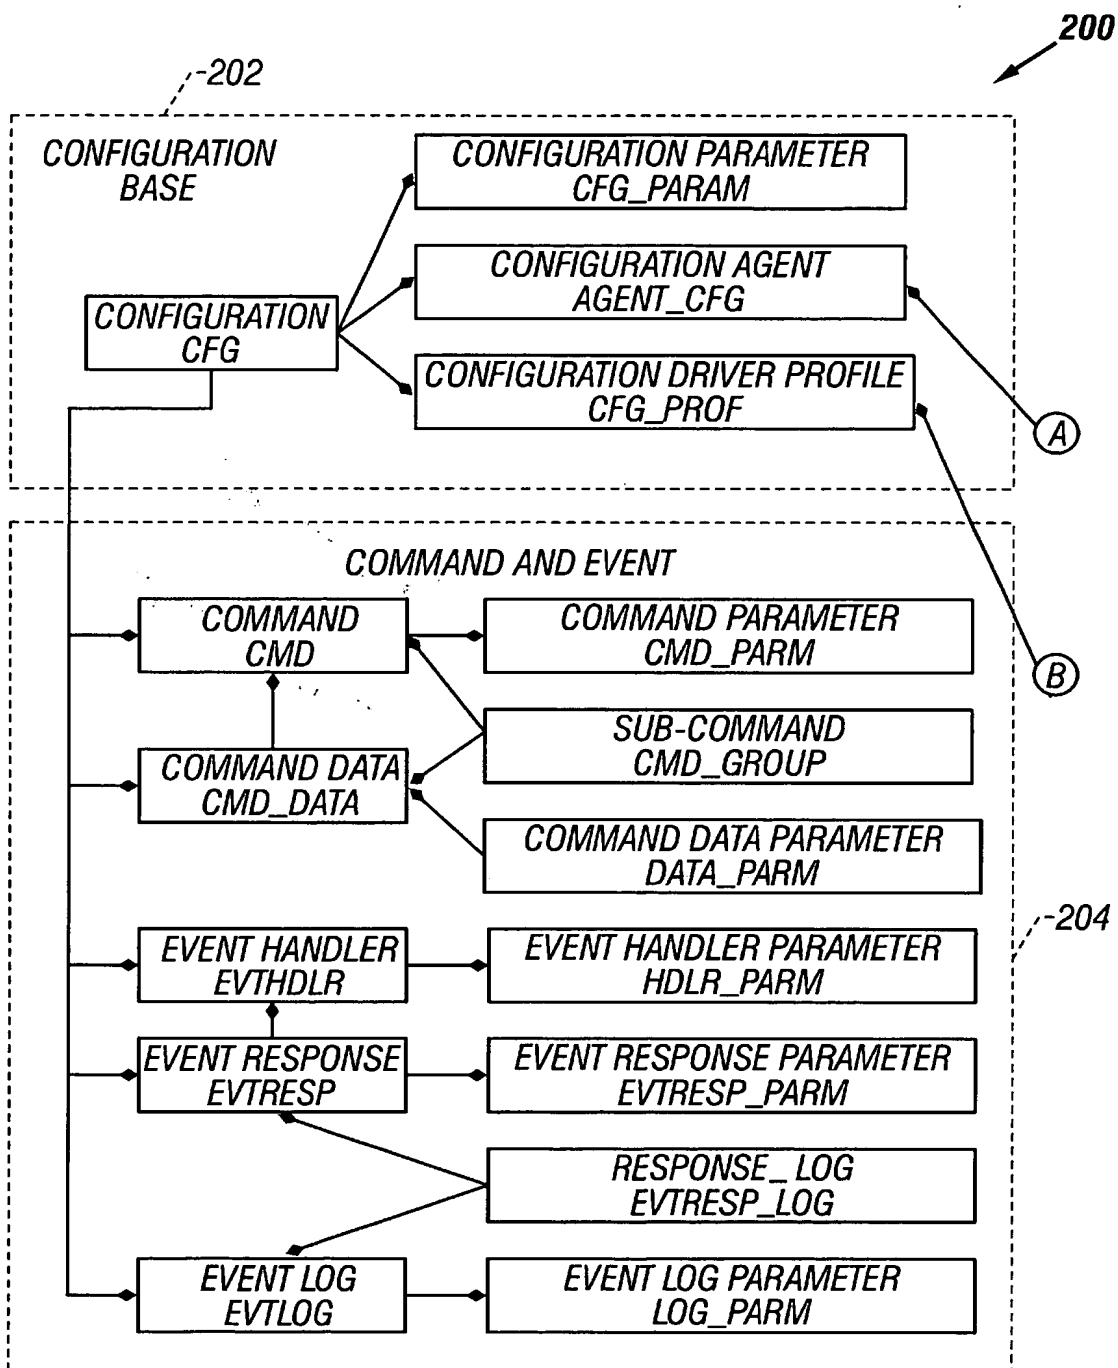 200
202
CONFIGURATION
BASE
CONFIGURATION PARAMETER
CFG_PARAM
CONFIGURATION AGENT
AGENT_CFG
CONFIGURATION
CFG
CONFIGURATION DRIVER PROFILE
CFG_PROF
A
COMMAND AND EVENT
COMMAND
CMD
COMMAND PARAMETER
CMD_PARM
B
SUB-COMMAND
CMD_GROUP
COMMAND DATA
CMD_DATA
COMMAND DATA PARAMETER
DATA_PARM
204
EVENT HANDLER
EVTHDLR
EVENT HANDLER PARAMETER
HDLR_PARM
EVENT RESPONSE
EVTRESP
EVENT RESPONSE PARAMETER
EVTRESP_PARM
RESPONSE_LOG
EVTRESP_LOG
EVENT LOG
EVTLOG
EVENT LOG PARAMETER
LOG_PARM